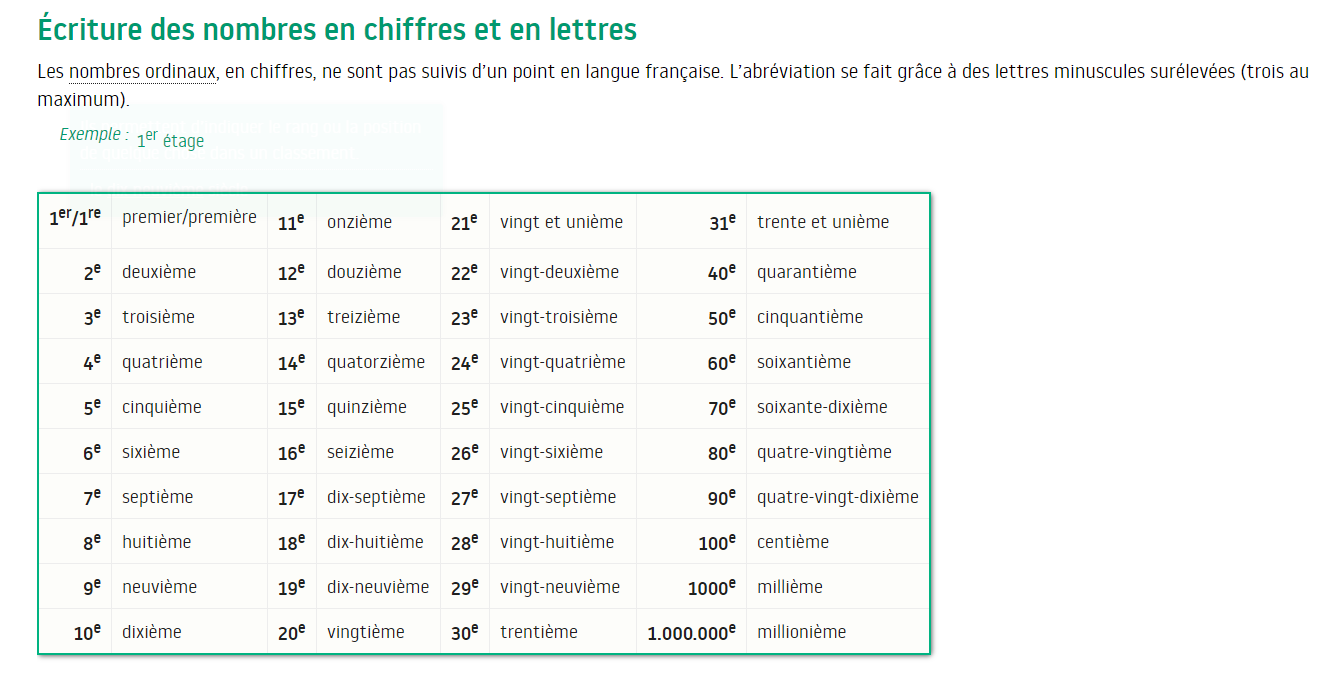 Écriture des nombres en chiffres et en lettres
Les nombres ordinaux, en chiffres, ne sont pas suivis d’un point en langue française. L’abréviation se fait grâce à des lettres minuscules surélevées (trois au
maximum).
Exemple : 1er étage
1er/1re premier/première 11e onzième 21e vingt et unième 31e trente et unième
2e deuxième 12e douzième 22e vingt-deuxième 40e quarantième
3e troisième 13e treizième 23e vingt-troisième 50e cinquantième
4e quatrième 14e quatorzième 24e vingt-quatrième 60e soixantième
5e cinquième 15e quinzième 25e vingt-cinquième 70e soixante-dixième
6e sixième 16e seizième 26e vingt-sixième 80e quatre-vingtième
7e septième 17e dix-septième 27e vingt-septième 90e quatre-vingt-dixième
8e huitième 18e dix-huitième 28e vingt-huitième 100e centième
9e neuvième 19e dix-neuvième 29e vingt-neuvième 1000e millième
10e dixième 20e vingtième 30e trentième 1.000.000e millionième